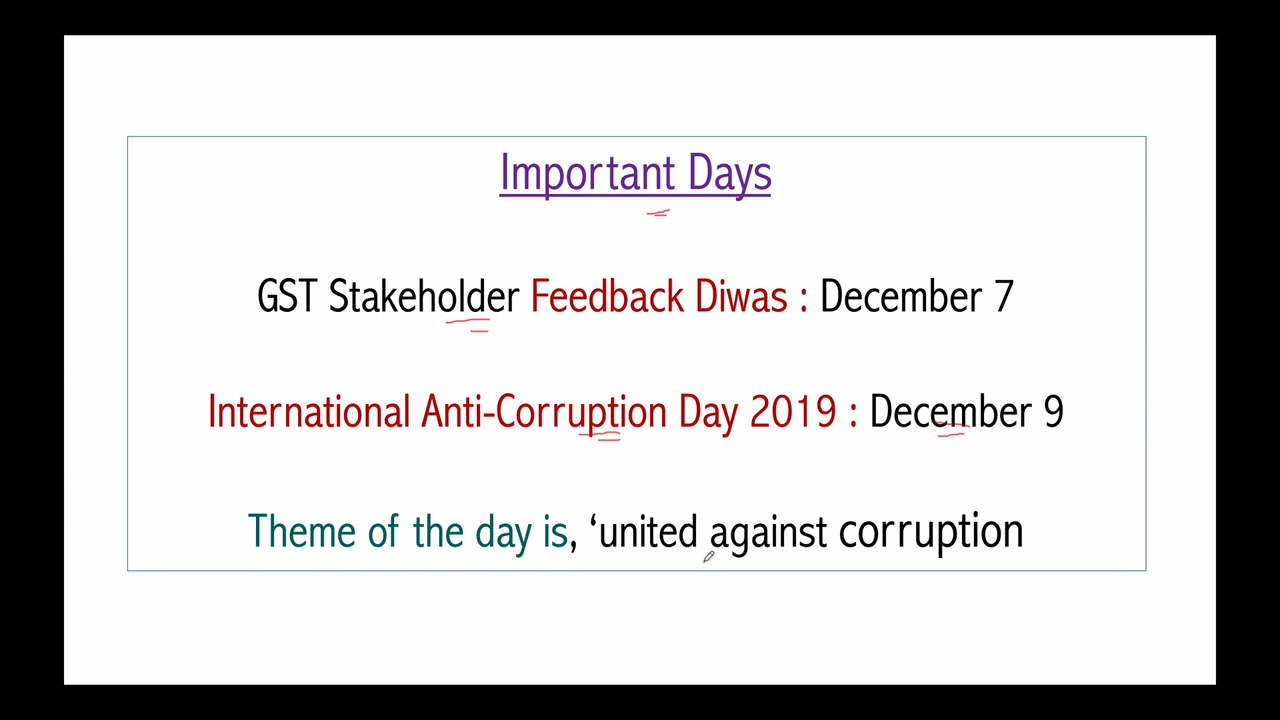 Important Days
GST Stakeholder Feedback Diwas : December 7
International Anti-Corruption Day 2019 : December 9
Theme of the day is, ‘united against corruption